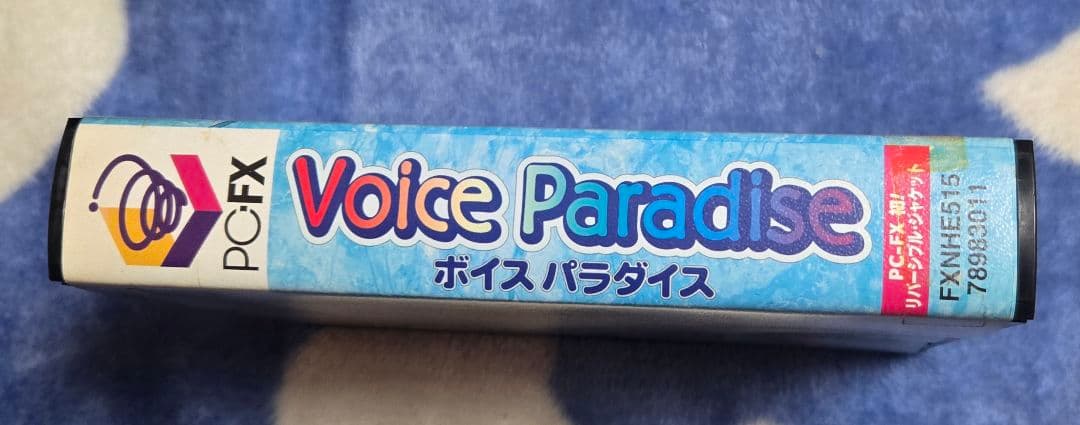 PC-FX
Voice Paradise
ボイス パラダイス
PC-FX 初!
リバーシブル・ジャケット
FXNHE515
78983011